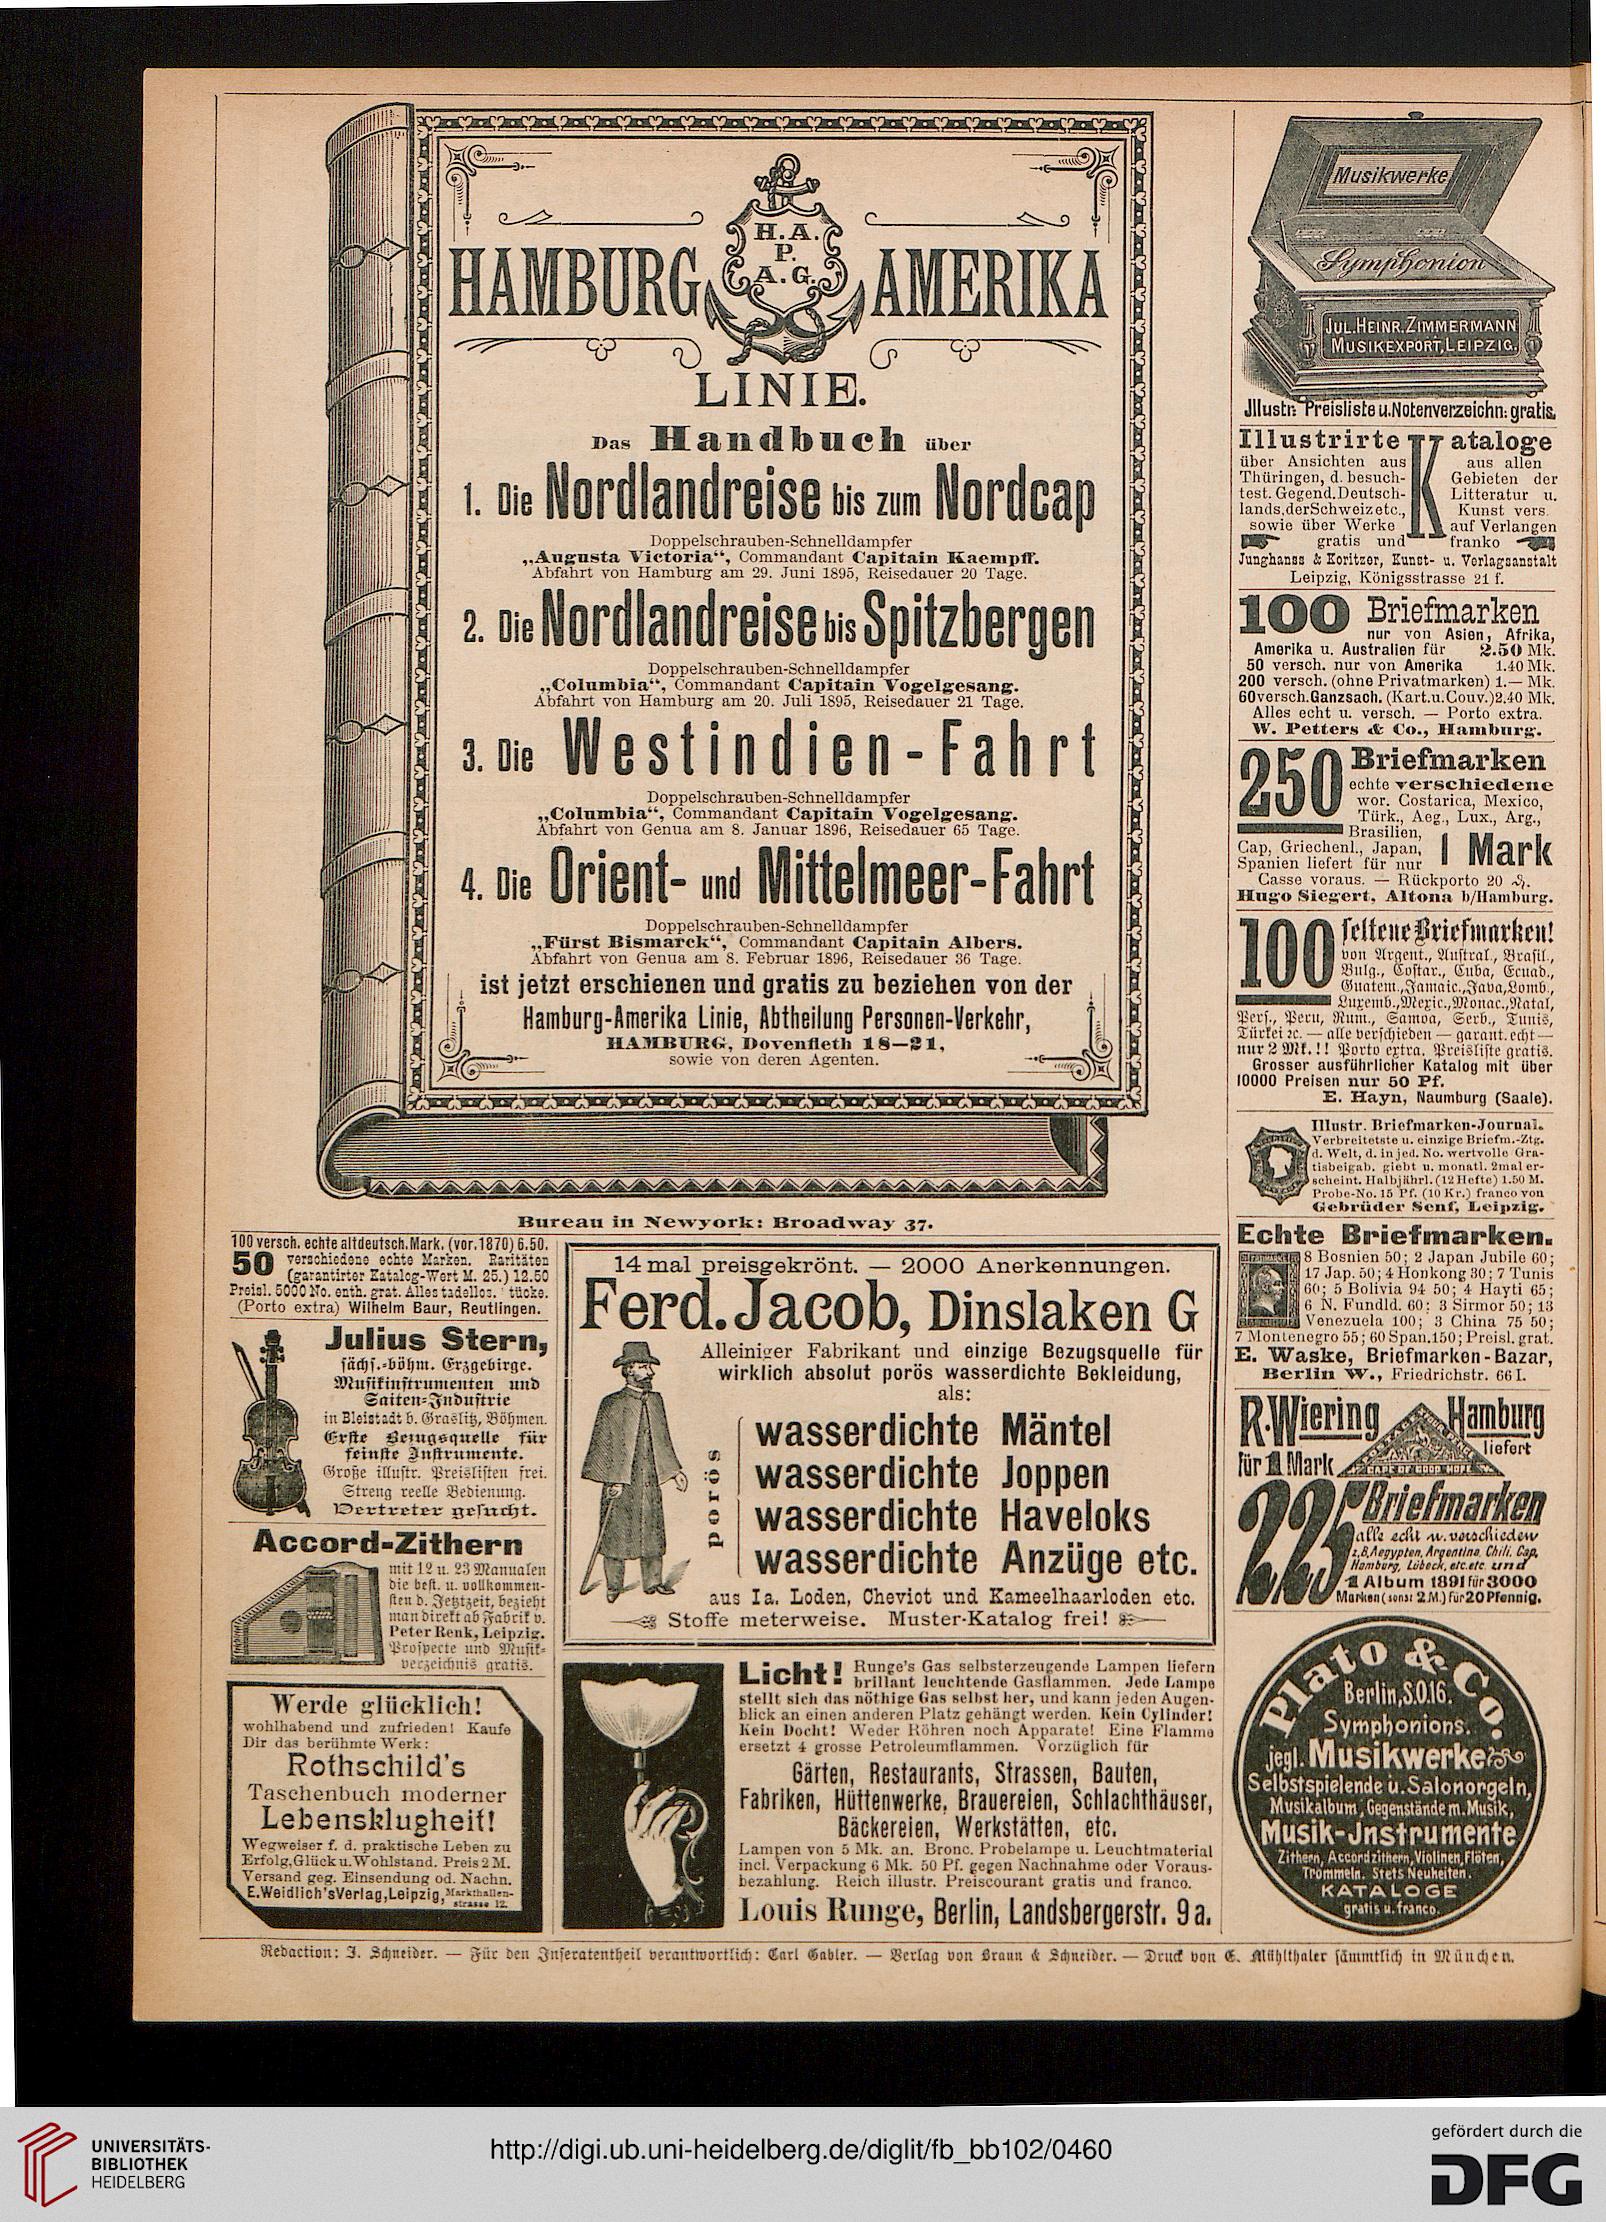 H.A.
P.
A.G.
HAMBURG AMERIKA
LINIE.
Das Handbuch über
1. Die Nordlandreise bis zum Nordcap
Doppelschrauben-Schnelldampfer
„Augusta Victoria“, Commandant Capitain Kaempff.
Abfahrt von Hamburg am 29. Juni 1895, Reisedauer 20 Tage.
2. Die Nordlandreise bis Spitzbergen
Doppelschrauben-Schnelldampfer
„Columbia“, Commandant Capitain Vogelgesang.
Abfahrt von Hamburg am 20. Juli 1895, Reisedauer 21 Tage.
3. Die Westindien-Fahrt
Doppelschrauben-Schnelldampfer
„Columbia“, Commandant Capitain Vogelgesang.
Abfahrt von Genua am 8. Januar 1896, Reisedauer 65 Tage.
4. Die Orient- und Mittelmeer-Fahrt
Doppelschrauben-Schnelldampfer
„Fürst Bismarck“, Commandant Capitain Albers.
Abfahrt von Genua am 8. Februar 1896, Reisedauer 36 Tage.
ist jetzt erschienen und gratis zu beziehen von der
Hamburg-Amerika Linie, Abtheilung Personen-Verkehr,
HAMBURG, Dovenfleth 18—21,
sowie von deren Agenten.
Bureau in Newyork: Broadway 37.
100 versch. echte altdeutsch. Mark. (vor. 1870) 6.50.
50 verschiedene echte Marken. Raritäten
(garantirter Katalog-Wert M. 25.) 12.50
Preisl. 5000 No. enth. grat. Alles tadellos.
(Porto extra) Wilhelm Baur, Reutlingen.
Julius Stern,
sächs.-böhm. Erzgebirge.
Musikinstrumenten und
Saiten-Industrie
in Bleistadt b. Graslitz, Böhmen.
Erste Bezugsquelle für
feinste Instrumente.
Große illustr. Preislisten frei.
Streng reelle Bedienung.
Vertreter gesucht.
Accord-Zithern
mit 12 u. 23 Manualen
die best. u. vollkommen-
sten d. Jetztzeit, bezieht
man direkt ab Fabrik v.
Peter Renk, Leipzig.
Prospecte und Musik-
verzeichnis gratis.
Werde glücklich!
wohlhabend und zufrieden! Kaufe
Dir das berühmte Werk:
Rothschild's
Taschenbuch moderner
Lebensklugheit!
Wegweiser f. d. praktische Leben zu
Erfolg, Glück u. Wohlstand. Preis 2 M.
Versand geg. Einsendung od. Nachn.
E. Weidlich's Verlag, Leipzig, Markthallen-
strasse 12.
14 mal preisgekrönt. — 2000 Anerkennungen.
Ferd. Jacob, Dinslaken G
Alleiniger Fabrikant und einzige Bezugsquelle für
wirklich absolut porös wasserdichte Bekleidung,
als:
porös
wasserdichte Mäntel
wasserdichte Joppen
wasserdichte Haveloks
wasserdichte Anzüge etc.
aus Ia. Loden, Cheviot und Kameelhaarloden etc.
Stoffe meterweise. Muster-Katalog frei!
Licht! Runge's Gas selbsterzeugende Lampen liefern
brillant leuchtende Gasflammen. Jede Lampe
stellt sich das nöthige Gas selbst her, und kann jeden Augen-
blick an einen anderen Platz gehängt werden. Kein Cylinder!
Kein Docht! Weder Röhren noch Apparate! Eine Flamme
ersetzt 4 grosse Petroleumflammen. Vorzüglich für
Gärten, Restaurants, Strassen, Bauten,
Fabriken, Hüttenwerke, Brauereien, Schlachthäuser,
Bäckereien, Werkstätten, etc.
Lampen von 5 Mk. an. Bronc. Probelampe u. Leuchtmaterial
incl. Verpackung 6 Mk. 50 Pf. gegen Nachnahme oder Voraus-
bezahlung. Reich illustr. Preiscourant gratis und franco.
Louis Runge, Berlin, Landsbergerstr. 9a.
Musikwerke
Symphonion
JUL. HEINR. ZIMMERMANN
MUSIKEXPORT, LEIPZIG,
Jllustr. Preisliste u. Notenverzeichn: gratis.
Illustrirte Kataloge
über Ansichten aus
Thüringen, d. besuch-
test. Gegend. Deutsch-
lands, der Schweiz etc.,
sowie über Werke
gratis und
aus allen
Gebieten der
Litteratur u.
Kunst vers.
auf Verlangen
franko
Junghanss & Koritzer, Kunst- u. Verlagsanstalt
Leipzig, Königsstrasse 21 f.
100 Briefmarken
nur von Asien, Afrika,
Amerika u. Australien für 2.50 Mk.
50 versch. nur von Amerika 1.40 Mk.
200 versch. (ohne Privatmarken) 1.— Mk.
60 versch. Ganzsach. (Kart. u. Couv.) 2.40 Mk.
Alles echt u. versch. — Porto extra.
W. Petters & Co., Hamburg.
250 Briefmarken
echte verschiedene
wor. Costarica, Mexico,
Türk., Aeg., Lux., Arg.,
Brasilien,
Cap, Griechenl., Japan,
Spanien liefert für nur 1 Mark
Casse voraus. — Rückporto 20 ₰.
Hugo Siegert, Altona b/Hamburg.
100 seltene Briefmarken!
von Argent., Austral., Brasil.,
Bulg., Costar., Cuba, Ecuad.,
Guatem., Jamaic., Java, Lomb.,
Luxemb., Mexic., Monac., Natal,
Pers., Peru, Rum., Samoa, Serb., Tunis,
Türkei ec. — alle verschieden — garant. echt —
nur 2 Mk.!! Porto extra. Preisliste gratis.
Grosser ausführlicher Katalog mit über
10000 Preisen nur 50 Pf.
E. Hayn, Naumburg (Saale).
Illustr. Briefmarken-Journal.
Verbreitetste u. einzige Briefm.-Ztg.
d. Welt, d. in jed. No. wertvolle Gra-
tisbeigab. giebt u. monatl. 2mal er-
scheint. Halbjährl. (12 Hefte) 1.50 M.
Probe-No. 15 Pf. (10 Kr.) franco von
Gebrüder Senf, Leipzig.
Echte Briefmarken.
8 Bosnien 50; 2 Japan Jubile 60;
17 Jap. 50; 4 Honkong 30; 7 Tunis
60; 5 Bolivia 94 50; 4 Hayti 65;
6 N. Fundld. 60; 3 Sirmor 50; 13
Venezuela 100; 3 China 75 50;
7 Montenegro 55; 60 Span. 150; Preisl. grat.
E. Waske, Briefmarken-Bazar,
Berlin W., Friedrichstr. 66 I.
R. Wiering Hamburg
liefert
für 1 Mark
CAPE OF GOOD HOPE
225 Briefmarken
alle echt u. verschieden
z.B. Aegypten, Argentina, Chili, Cap,
Hamburg, Lübeck, etc. etc. und
1 Album 1891 für 3000
Marken (sonst 2 M.) für 20 Pfennig.
Plato & Co.
Berlin, S.O. 16.
Symphonions.
jegl. Musikwerke
Selbstspielende u. Salonorgeln,
Musikalbum, Gegenstände m. Musik,
Musik-Jnstrumente
Zithern, Accordzithern, Violinen, Flöten,
Trommeln. Stets Neuheiten.
KATALOGE
gratis u. franco.
Redaction: J. Schneider. — Für den Inseratentheil verantwortlich: Carl Gabler. — Verlag von Braun & Schneider. — Druck von E. Mühlthaler sämmtlich in München.
UNIVERSITÄTS-
BIBLIOTHEK
HEIDELBERG
http://digi.ub.uni-heidelberg.de/diglit/fb_bb102/0460
gefördert durch die
DFG